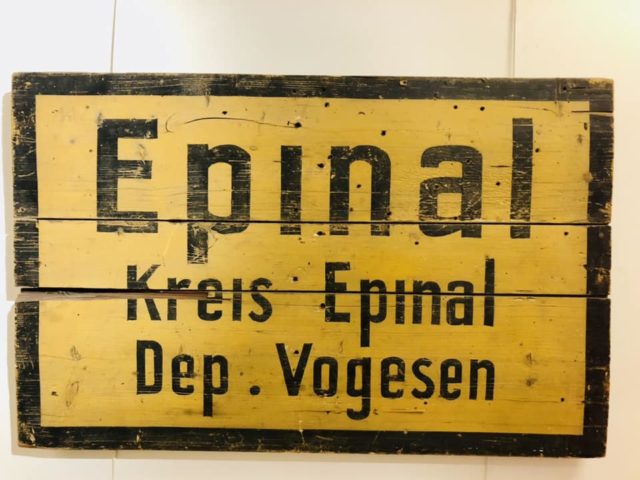 Epinal
Kreis Epinal
Dep. Vogesen